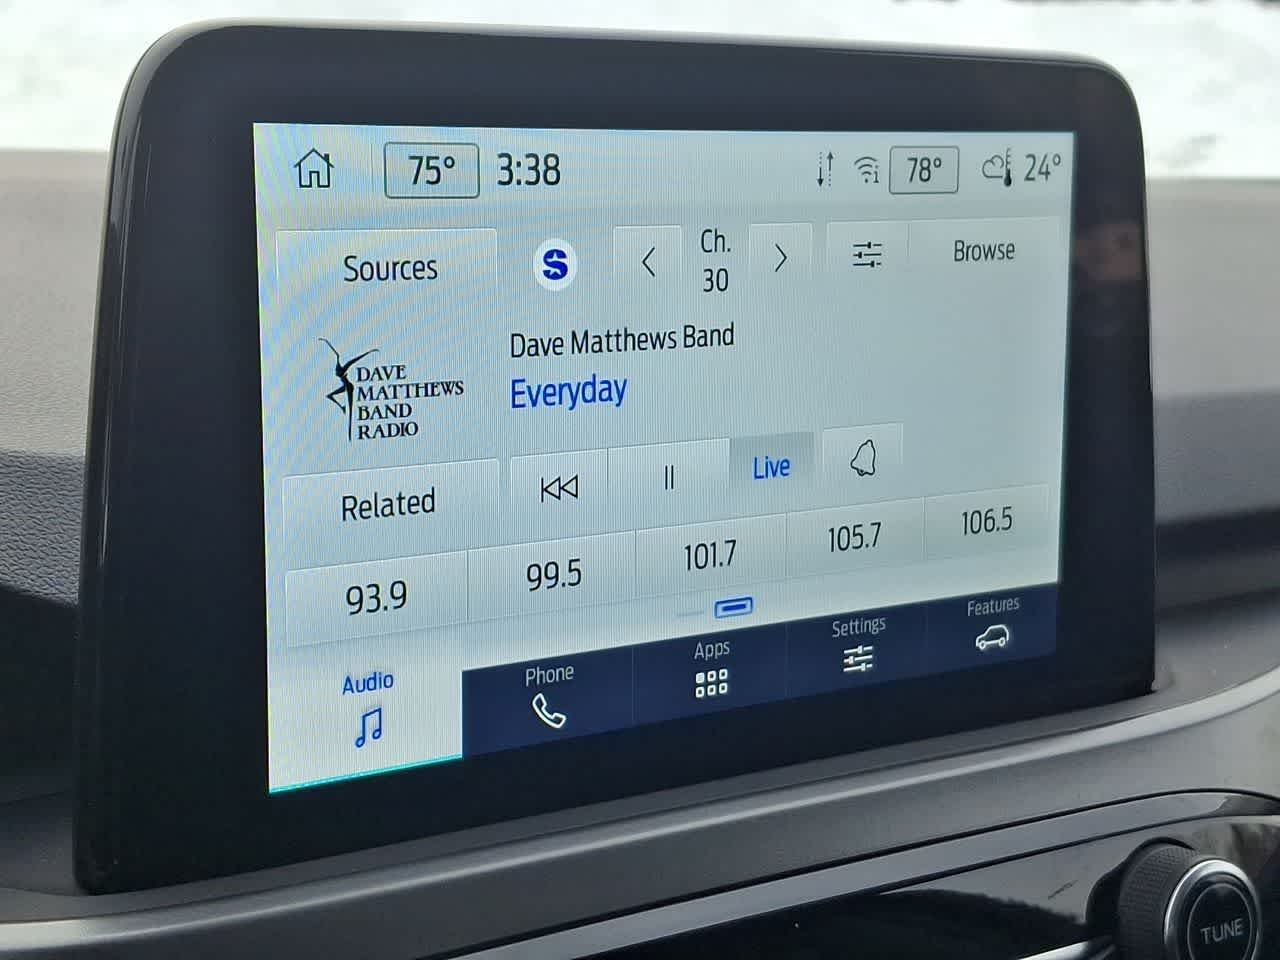 75° 3:38 78° 24°
Sources S Ch. Browse
30
Dave Matthews Band
Everyday
DAVE
MATTHEWS
BAND
RADIO
Related Live
93.9 99.5 101.7 105.7 106.5
Audio Phone Apps Settings Features
TUNE